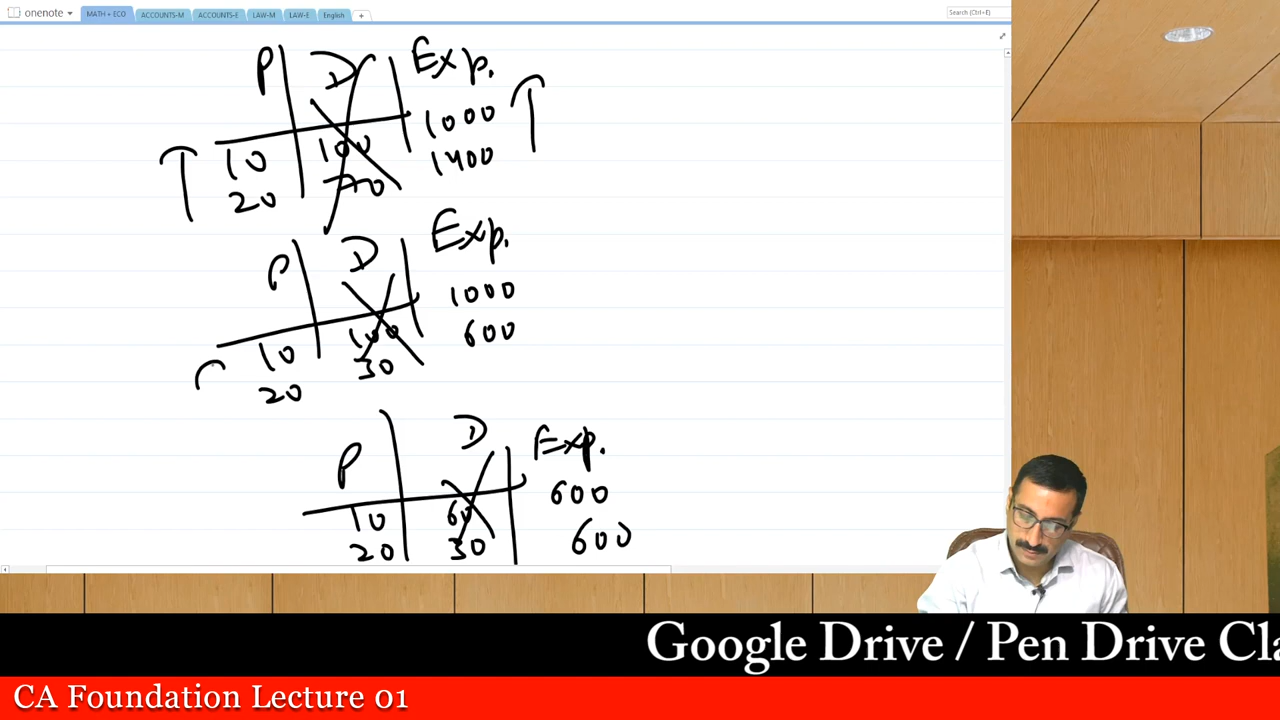 onenote MATH + ECO ACCOUNTS-M ACCOUNTS-E LAW-M LAW-E English + Search (Ctrl+E)
P D Exp.
10 100 1000
20 70 1400
P D Exp.
10 100 1000
20 30 600
P D Exp.
10 60 600
20 30 600
Google Drive / Pen Drive Cla
CA Foundation Lecture 01